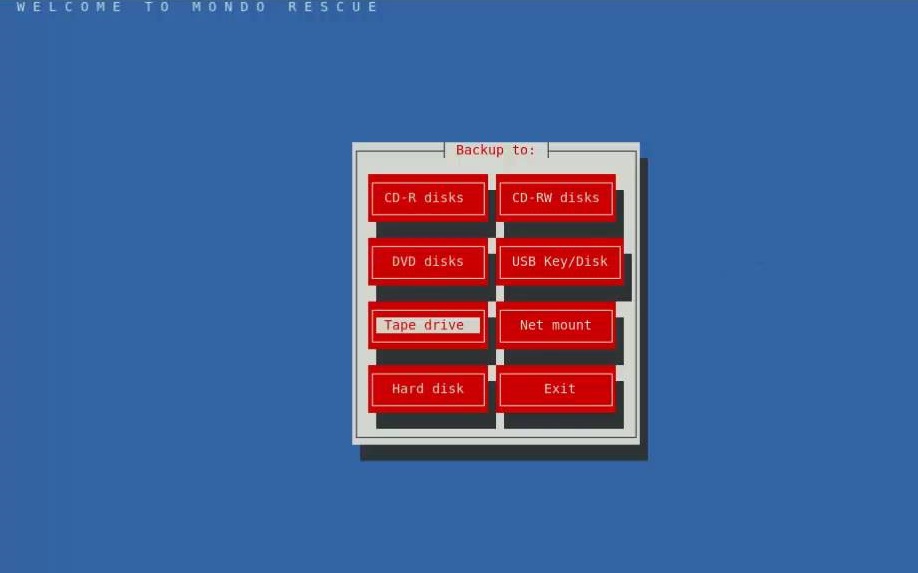 WELCOME TO MONDO RESCUE
Backup to:
CD-R disks CD-RW disks
DVD disks USB Key/Disk
Tape drive Net mount
Hard disk Exit